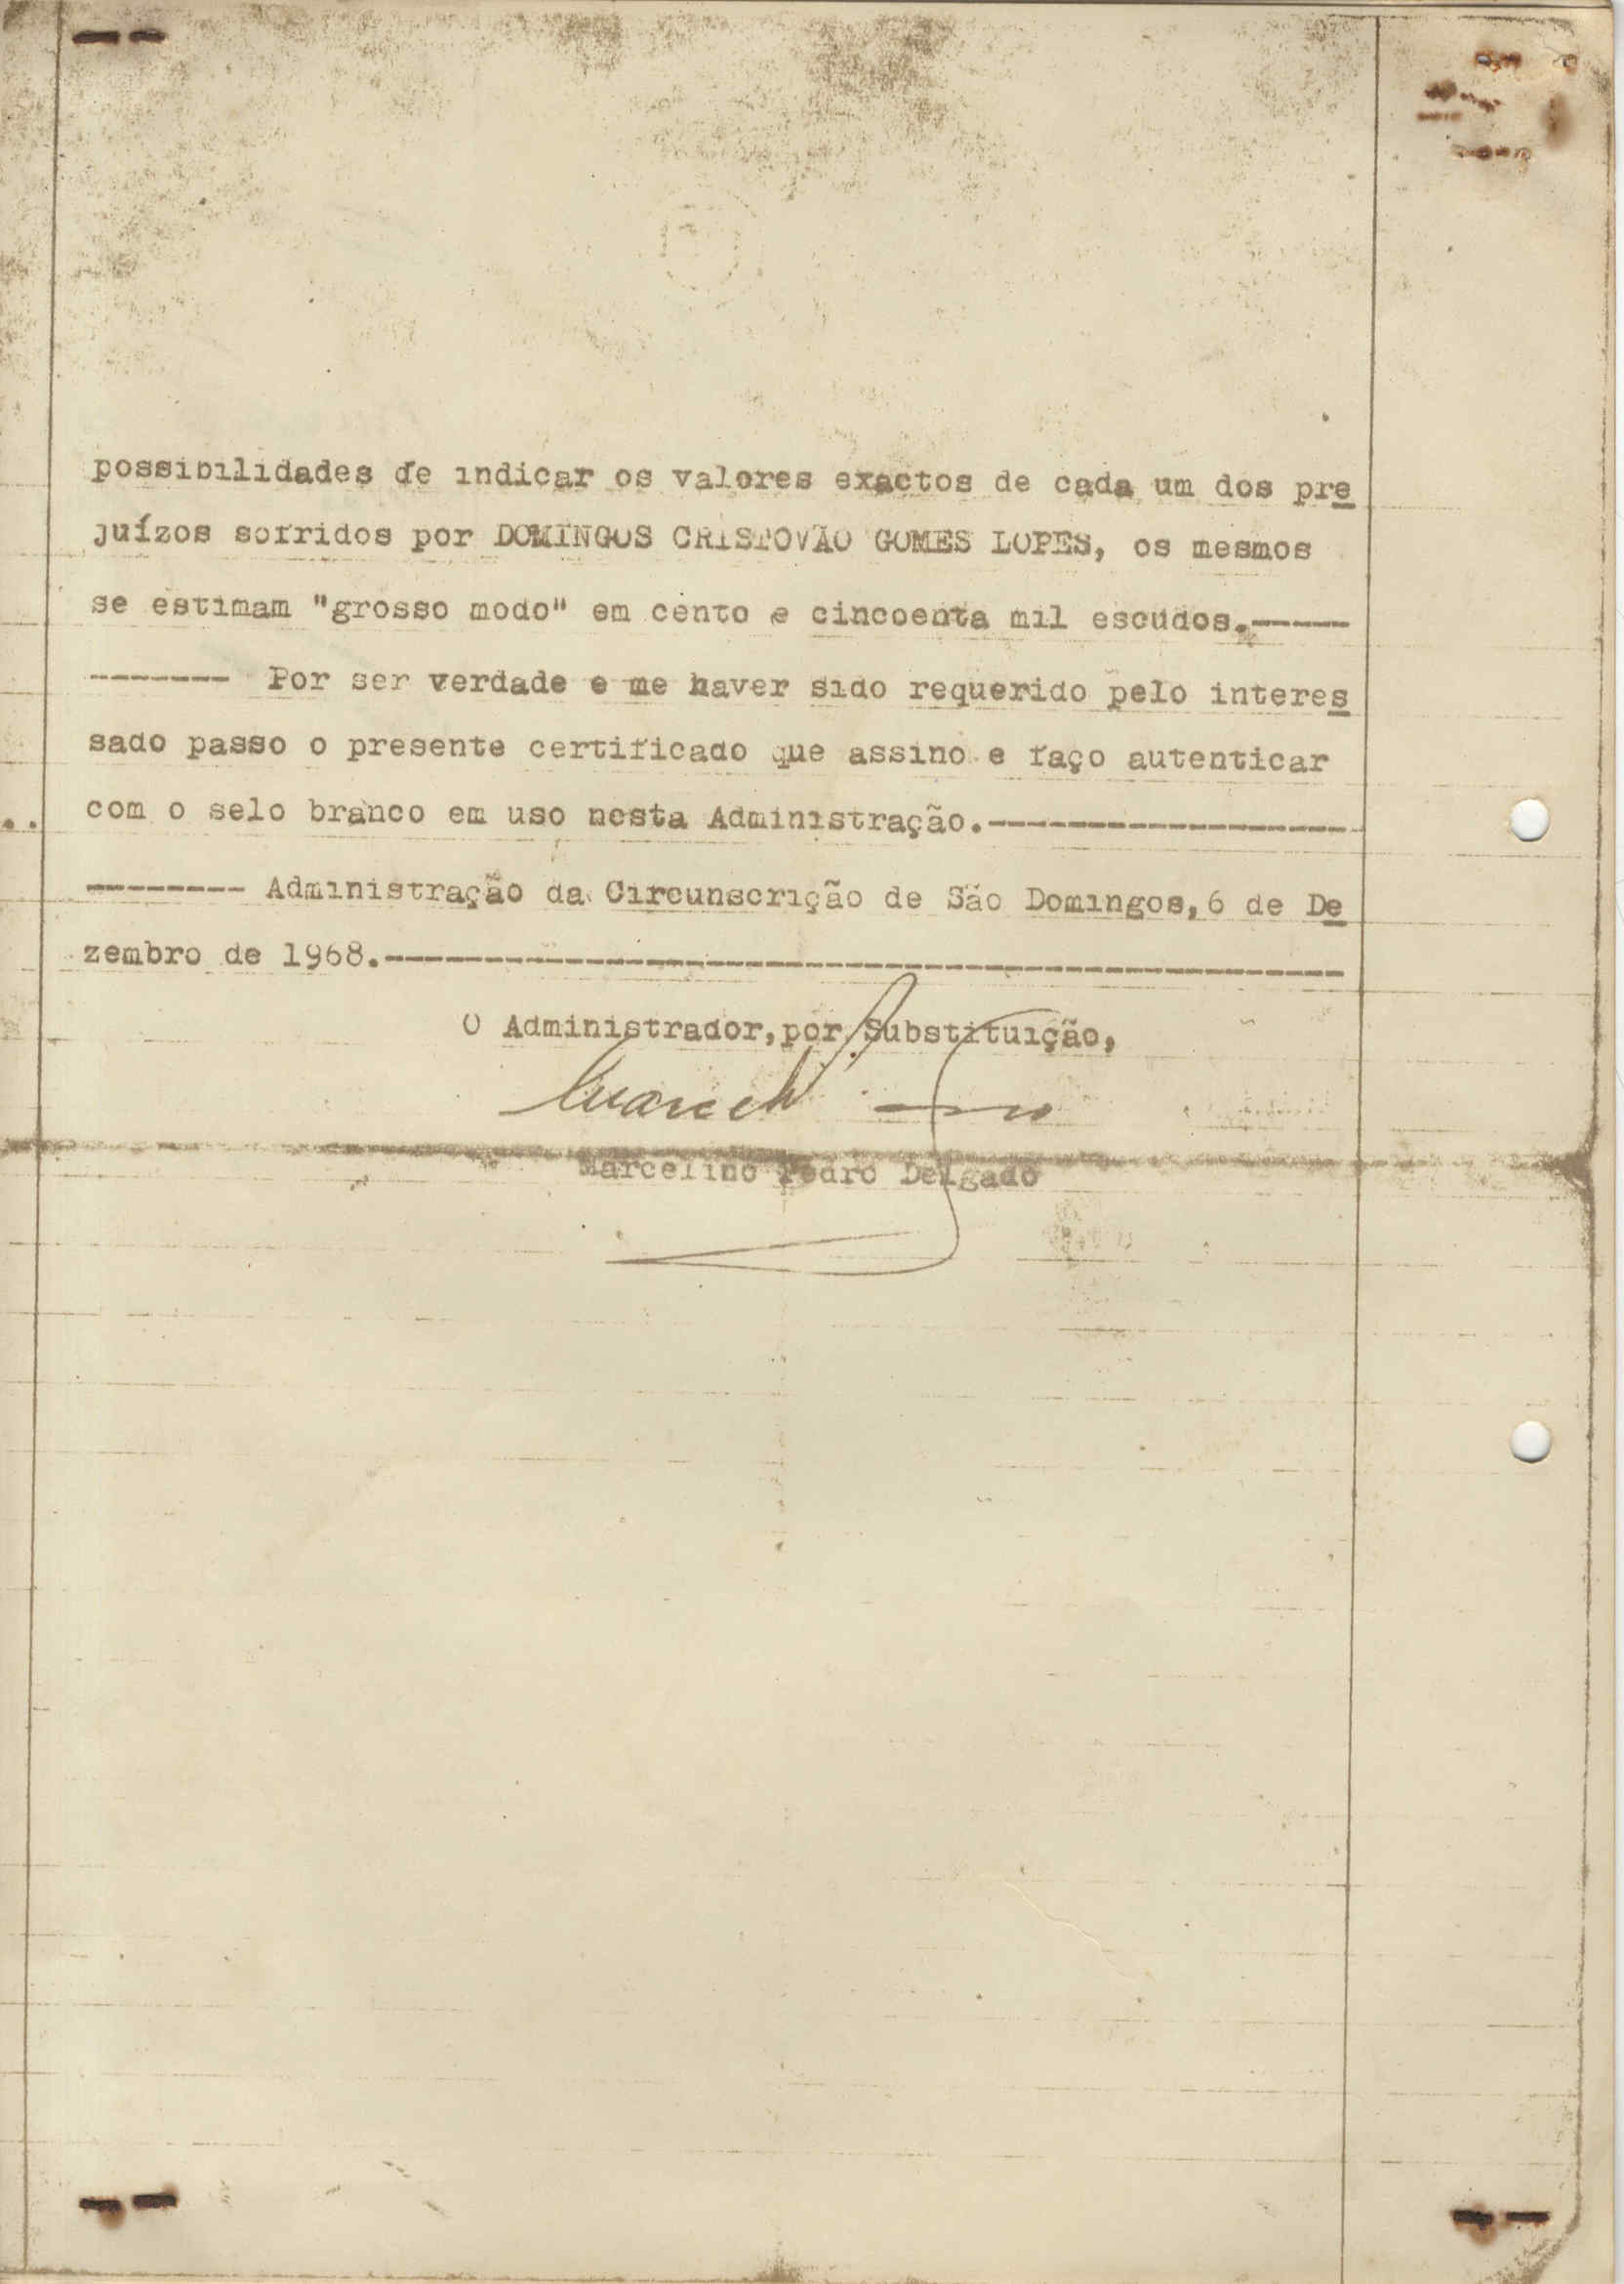 possibilidades de indicar os valores exactos de cada um dos pre
juízos sofridos por DOMINGOS CRISTOVÃO GOMES LOPES, os mesmos
se estimam "grosso modo" em cento e cincoenta mil escudos.-----
------- Por ser verdade e me haver sido requerido pelo interes
sado passo o presente certificado que assino e faço autenticar
com o selo branco em uso nesta Administração.------------------
-------- Administração da Circunscrição de São Domingos, 6 de De
zembro de 1968.------------------------------------------------
O Administrador, por Substituição,
Marcelino Pedro Delgado